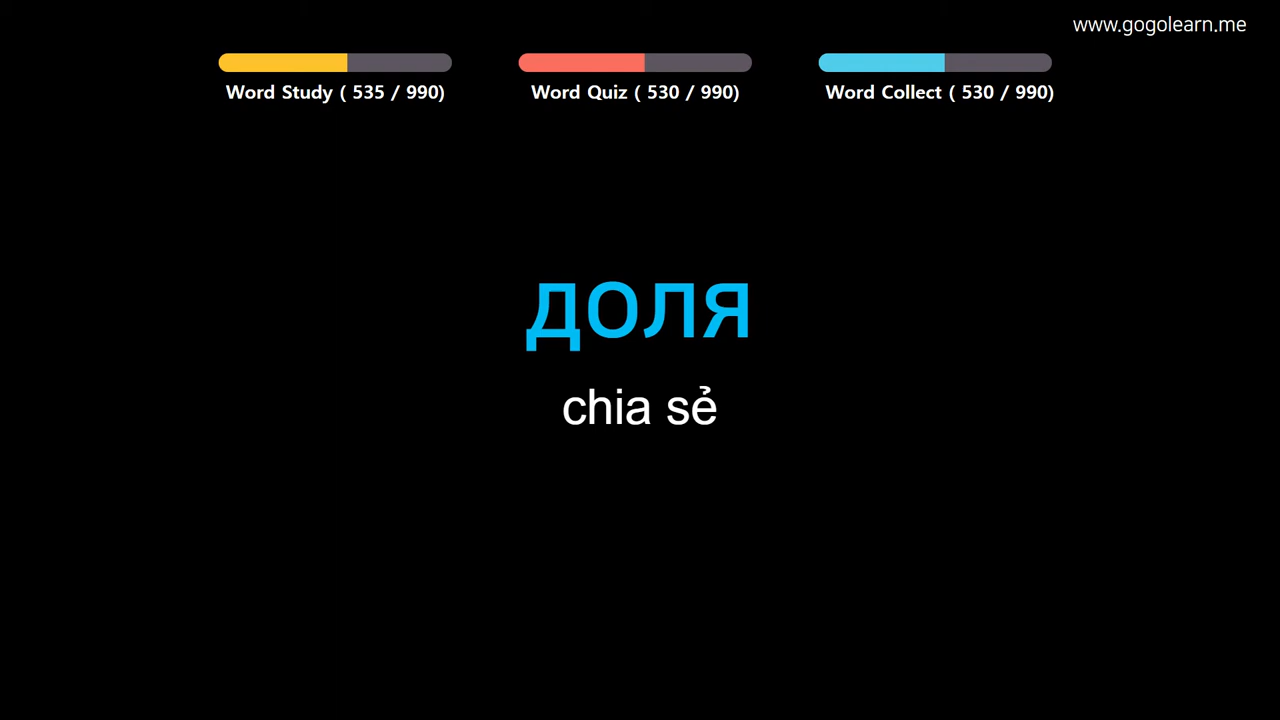 www.gogolearn.me
Word Study ( 535 / 990)
Word Quiz ( 530 / 990)
Word Collect ( 530 / 990)
доля
chia sẻ